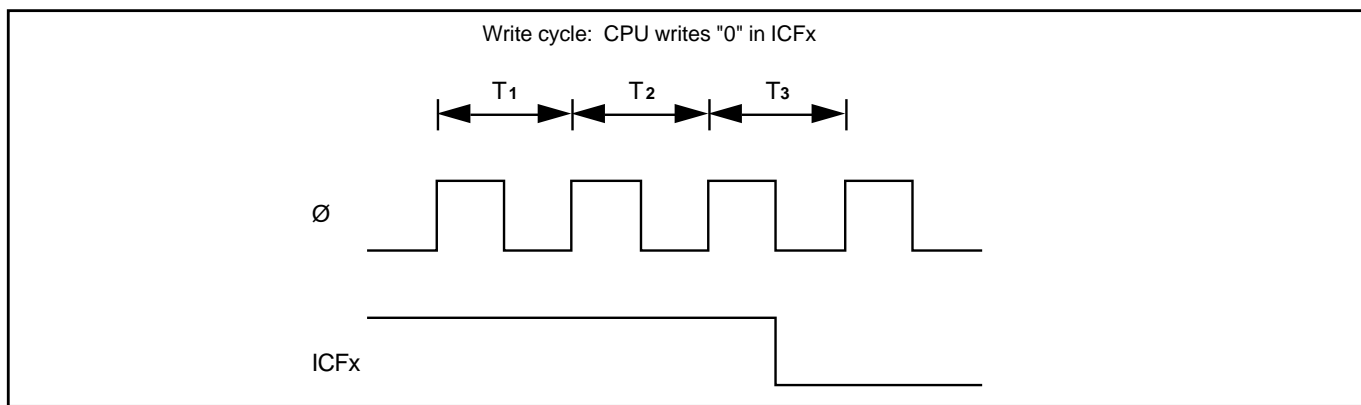 Write cycle: CPU writes "0" in ICFx
T1 T2 T3
Ø
ICFx